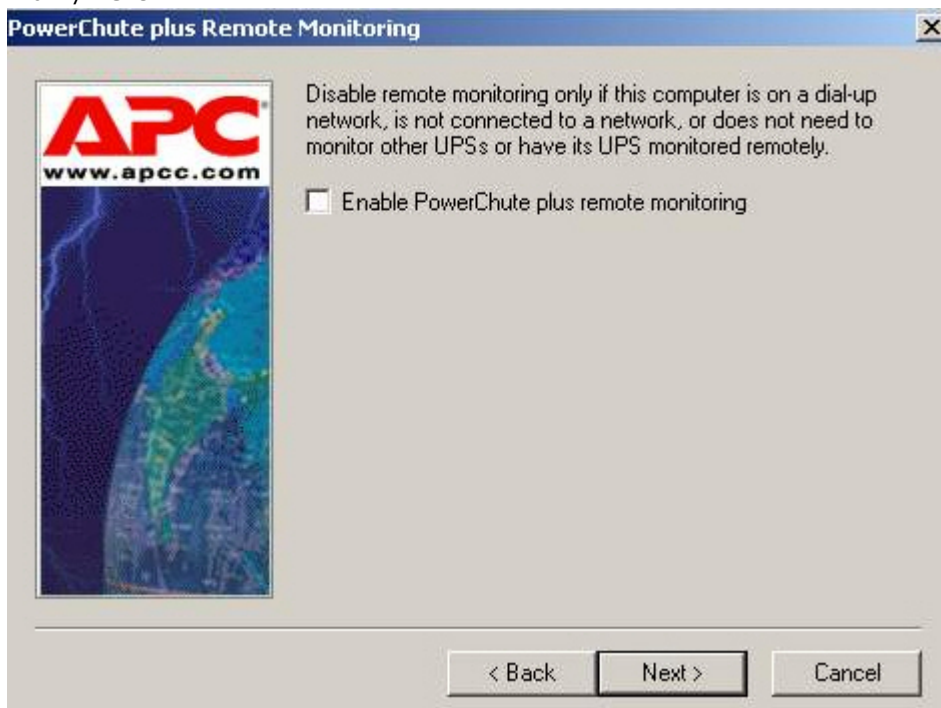 PowerChute plus Remote Monitoring
APC
www.apcc.com
Disable remote monitoring only if this computer is on a dial-up
network, is not connected to a network, or does not need to
monitor other UPSs or have its UPS monitored remotely.
Enable PowerChute plus remote monitoring
< Back
Next >
Cancel